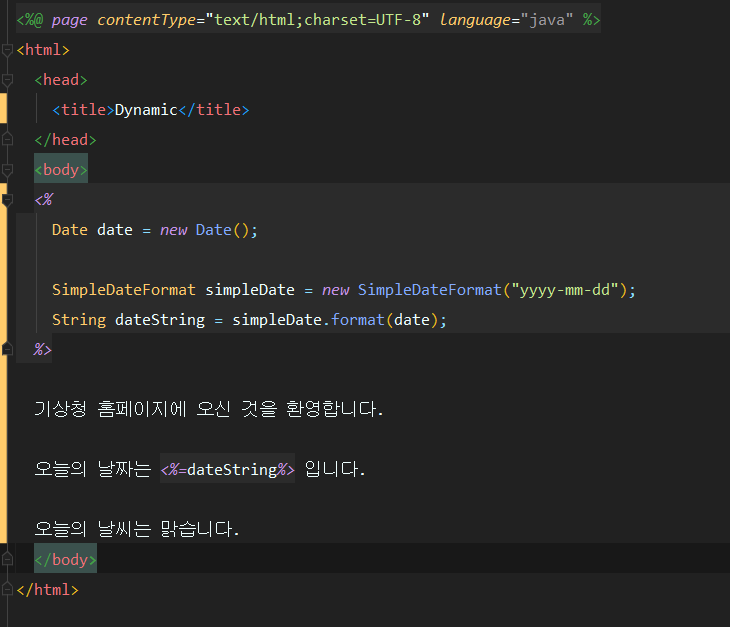 <%@ page contentType="text/html;charset=UTF-8" language="java" %>
<html>
<head>
<title>Dynamic</title>
</head>
<body>
<%
Date date = new Date();
SimpleDateFormat simpleDate = new SimpleDateFormat("yyyy-mm-dd");
String dateString = simpleDate.format(date);
%>
기상청 홈페이지에 오신 것을 환영합니다.
오늘의 날짜는 <%=dateString%> 입니다.
오늘의 날씨는 맑습니다.
</body>
</html>